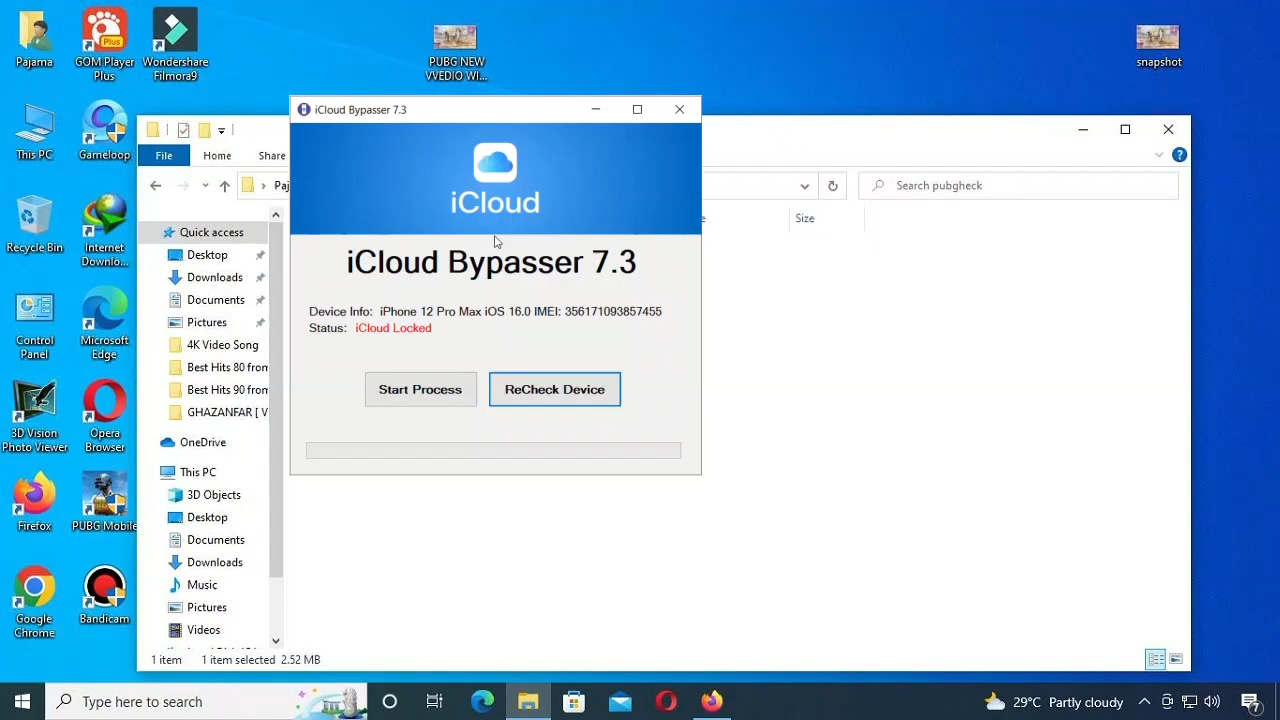 Pajama
GOM Player
Plus
Wondershare
Filmora9
PUBG NEW
VVEDIO WI...
snapshot
This PC
Gameloop
Recycle Bin
Internet
Downlo...
Control
Panel
Microsoft
Edge
3D Vision
Photo Viewer
Opera
Browser
Firefox
PUBG Mobile
Google
Chrome
Bandicam
iCloud Bypasser 7.3
iCloud
iCloud Bypasser 7.3
Device Info: iPhone 12 Pro Max iOS 16.0 IMEI: 356171093857455
Status: iCloud Locked
Start Process
ReCheck Device
File
Home
Share
Paj
Search pubgheck
Size
Quick access
Desktop
Downloads
Documents
Pictures
4K Video Song
Best Hits 80 from
Best Hits 90 from
GHAZANFAR [ V
OneDrive
This PC
3D Objects
Desktop
Documents
Downloads
Music
Pictures
Videos
1 item 1 item selected 2.52 MB
Type here to search
29°C Partly cloudy
7